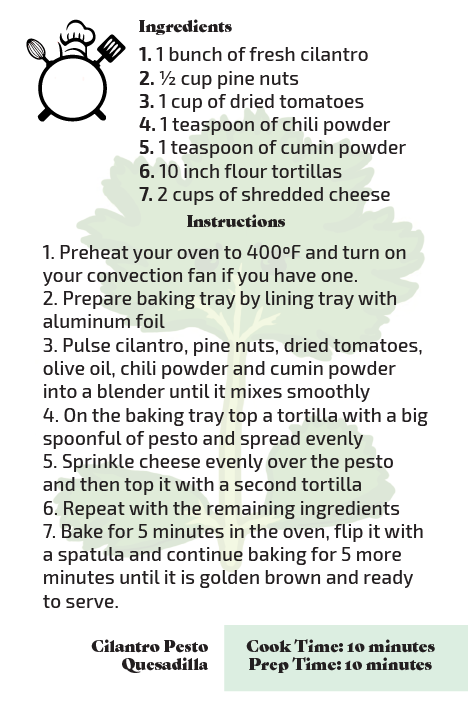 Ingredients
1. 1 bunch of fresh cilantro
2. ½ cup pine nuts
3. 1 cup of dried tomatoes
4. 1 teaspoon of chili powder
5. 1 teaspoon of cumin powder
6. 10 inch flour tortillas
7. 2 cups of shredded cheese
Instructions
1. Preheat your oven to 400ºF and turn on
your convection fan if you have one.
2. Prepare baking tray by lining tray with
aluminum foil
3. Pulse cilantro, pine nuts, dried tomatoes,
olive oil, chili powder and cumin powder
into a blender until it mixes smoothly
4. On the baking tray top a tortilla with a big
spoonful of pesto and spread evenly
5. Sprinkle cheese evenly over the pesto
and then top it with a second tortilla
6. Repeat with the remaining ingredients
7. Bake for 5 minutes in the oven, flip it with
a spatula and continue baking for 5 more
minutes until it is golden brown and ready
to serve.
Cilantro Pesto
Quesadilla
Cook Time: 10 minutes
Prep Time: 10 minutes